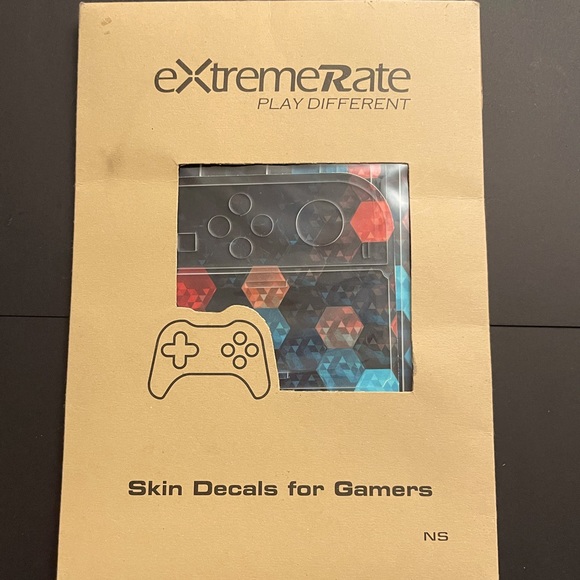 eXtremeRate
PLAY DIFFERENT
Skin Decals for Gamers
NS